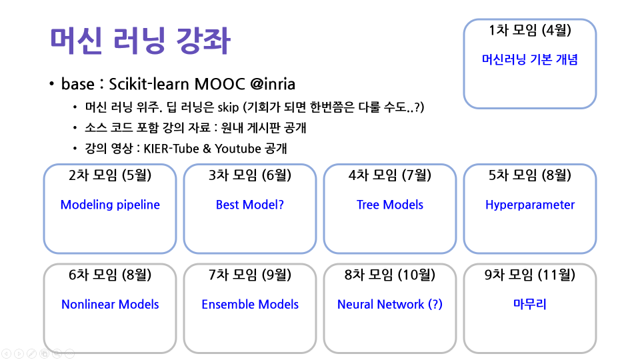 머신 러닝 강좌
1차 모임 (4월)
머신러닝 기본 개념
• base : Scikit-learn MOOC @inria
• 머신 러닝 위주. 딥 러닝은 skip (기회가 되면 한번쯤은 다룰 수도..?)
• 소스 코드 포함 강의 자료 : 원내 게시판 공개
• 강의 영상 : KIER-Tube & Youtube 공개
2차 모임 (5월)
Modeling pipeline
3차 모임 (6월)
Best Model?
4차 모임 (7월)
Tree Models
5차 모임 (8월)
Hyperparameter
6차 모임 (8월)
Nonlinear Models
7차 모임 (9월)
Ensemble Models
8차 모임 (10월)
Neural Network (?)
9차 모임 (11월)
마무리